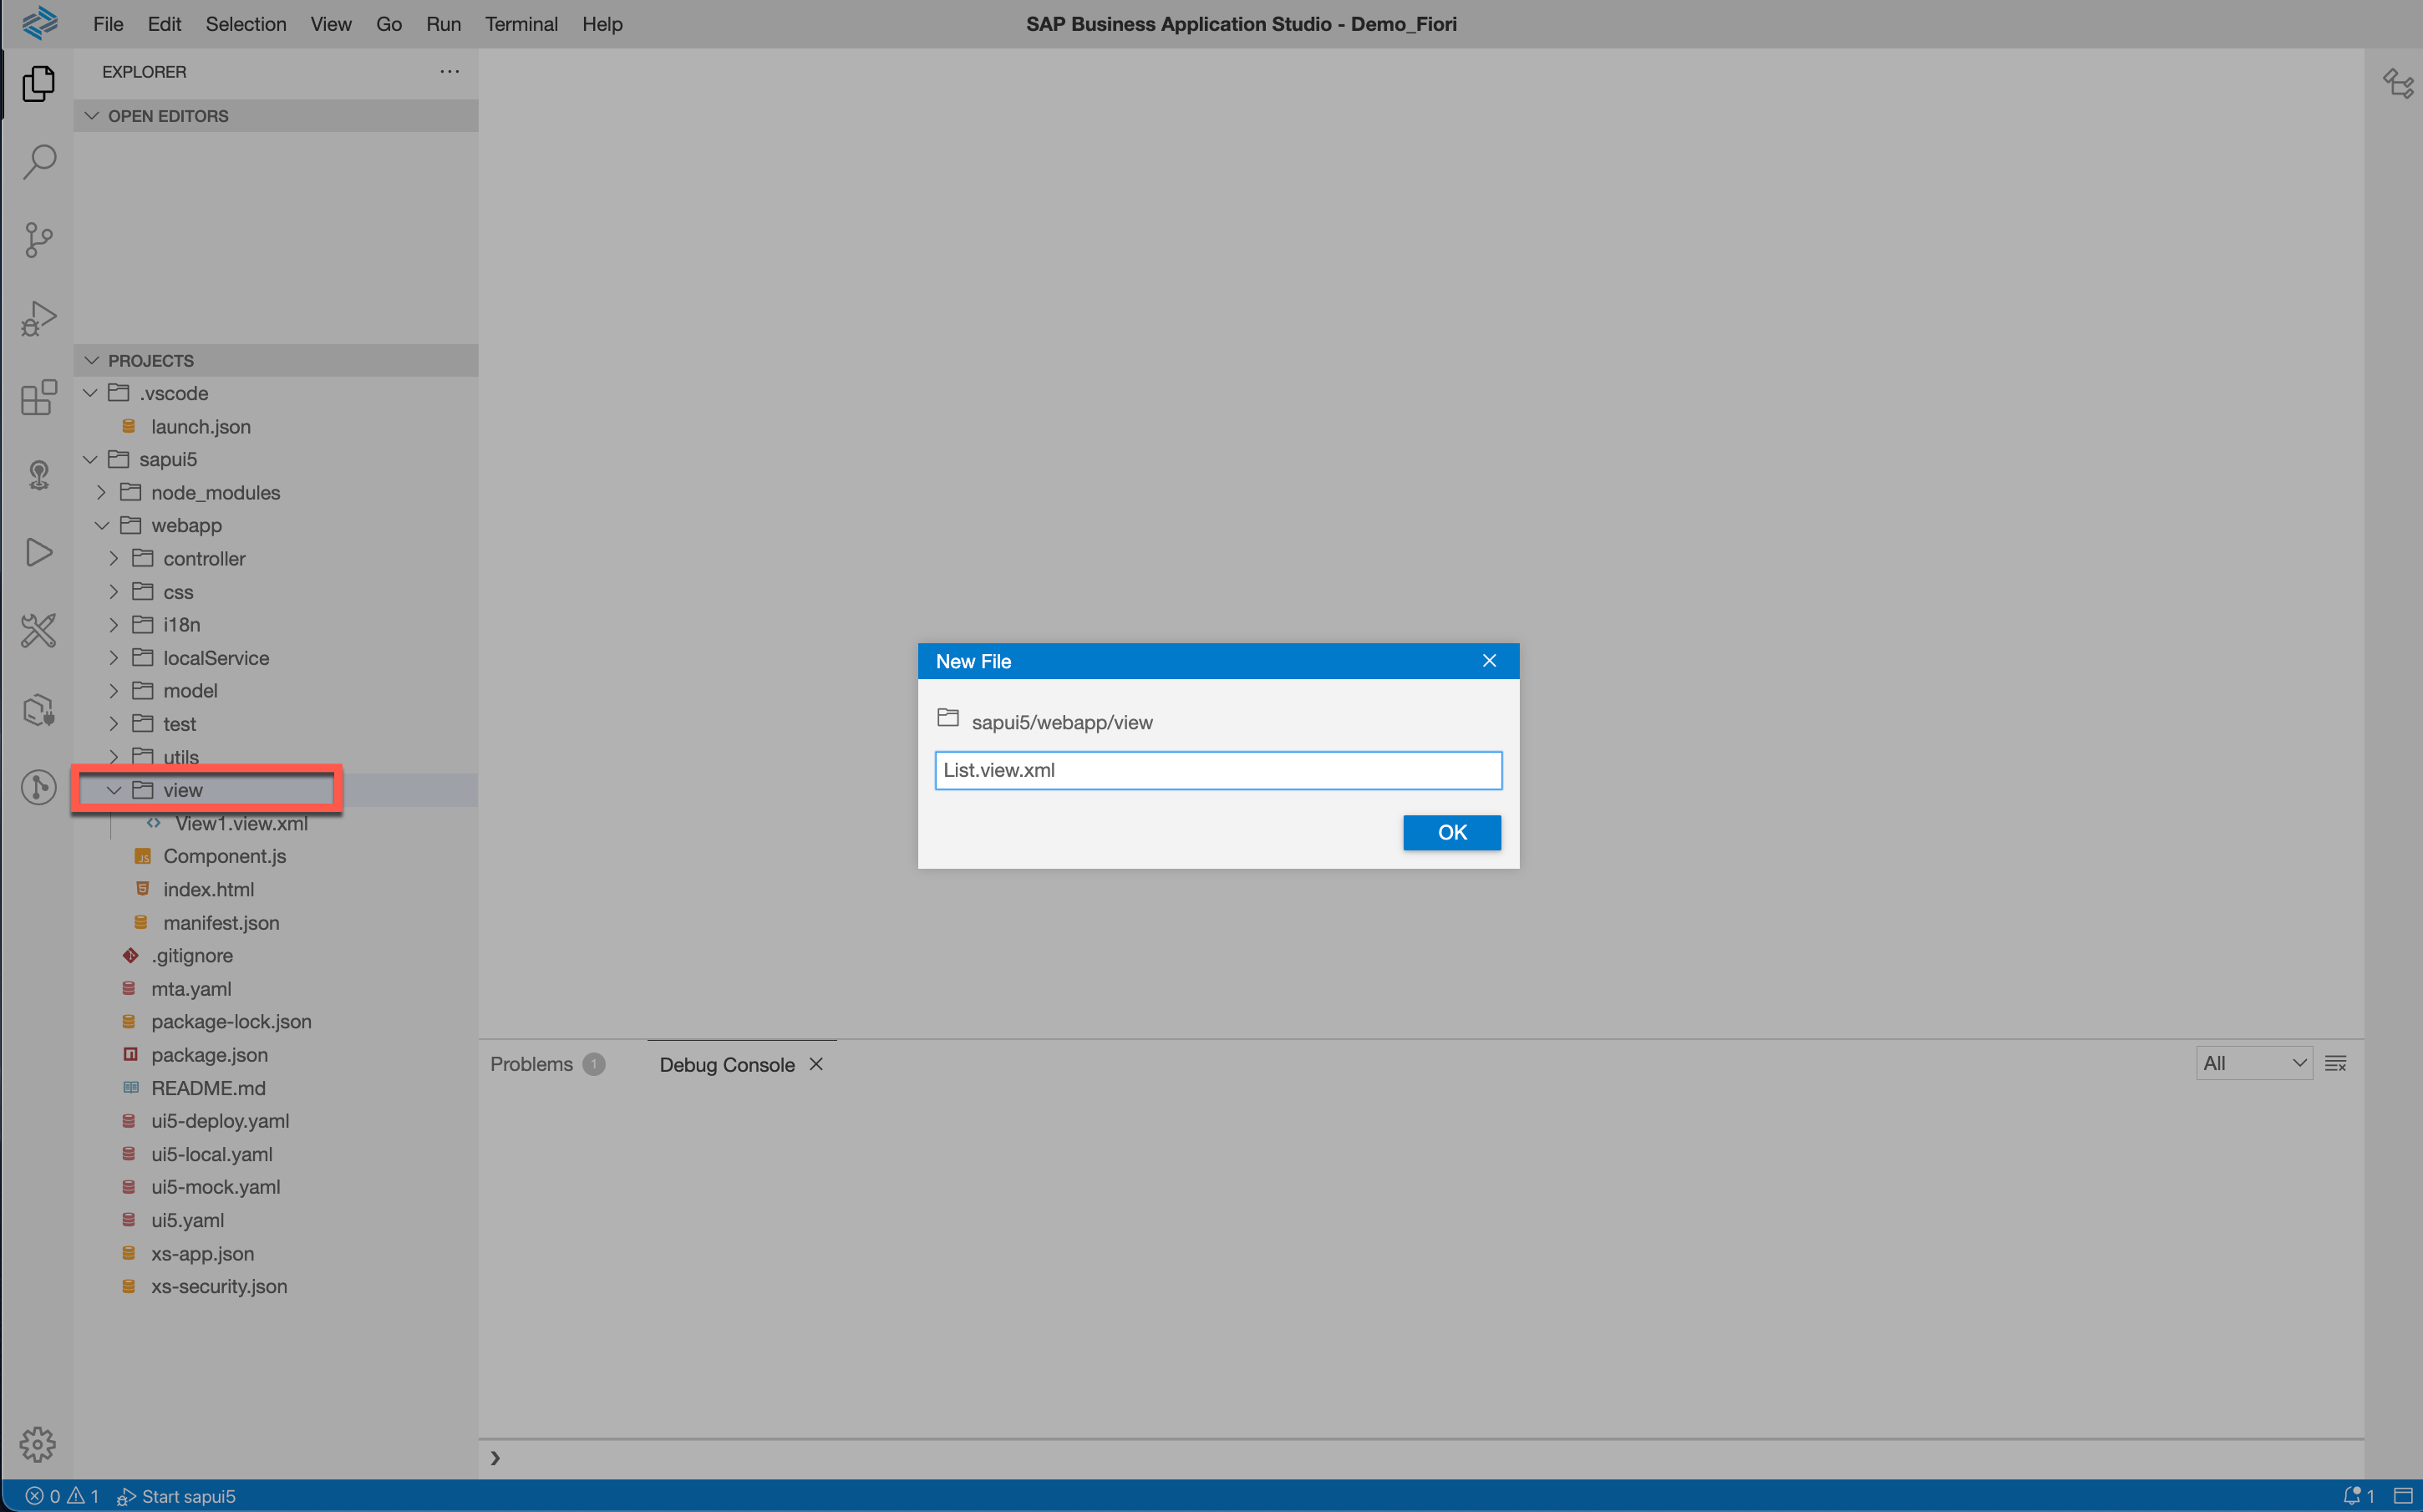 File Edit Selection View Go Run Terminal Help
SAP Business Application Studio - Demo_Fiori
EXPLORER
OPEN EDITORS
PROJECTS
.vscode
launch.json
sapui5
node_modules
webapp
controller
css
i18n
localService
model
test
utils
view
View1.view.xml
JS Component.js
5 index.html
manifest.json
.gitignore
mta.yaml
package-lock.json
package.json
README.md
ui5-deploy.yaml
ui5-local.yaml
ui5-mock.yaml
ui5.yaml
xs-app.json
xs-security.json
New File
sapui5/webapp/view
List.view.xml
OK
Problems 1 Debug Console
All
0 1 Start sapui5
1